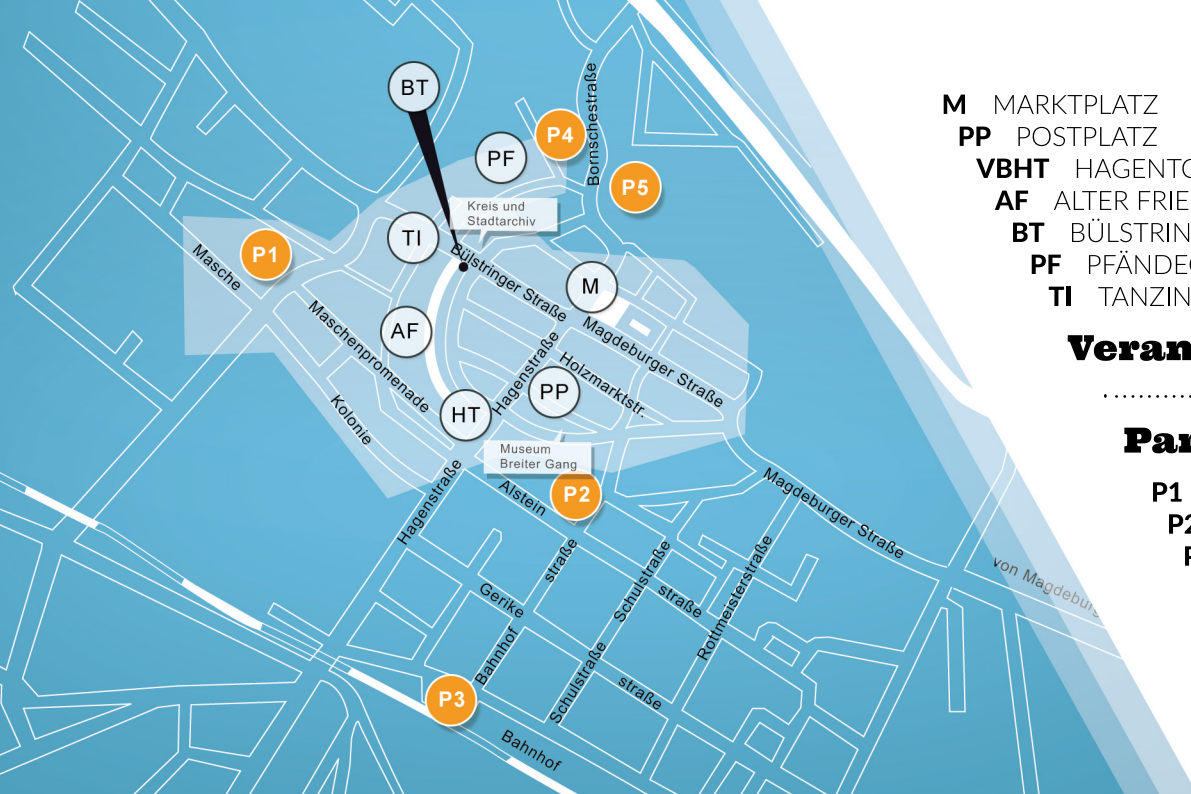 BT
P4
Bornschestraße
PF
P5
Kreis und
Stadtarchiv
TI
P1
Masche
Bülstringer Straße
M
AF
Maschenpromenade
Magdeburger Straße
Hagenstraße
Holzmarktstr.
PP
HT
Kolonie
Museum
Breiter Gang
P2
Alstein
Hagenstraße
Magdeburger Straße
straße
Schulstraße
straße
Rottmeisterstraße
von Magdeburg
Gerike
Bahnhof
Schulstraße
straße
P3
Bahnhof
M MARKTPLATZ
PP POSTPLATZ
VBHT HAGENTO
AF ALTER FRIE
BT BÜLSTRIN
PF PFÄNDE
TI TANZIN
Veran
Par
P1
P2